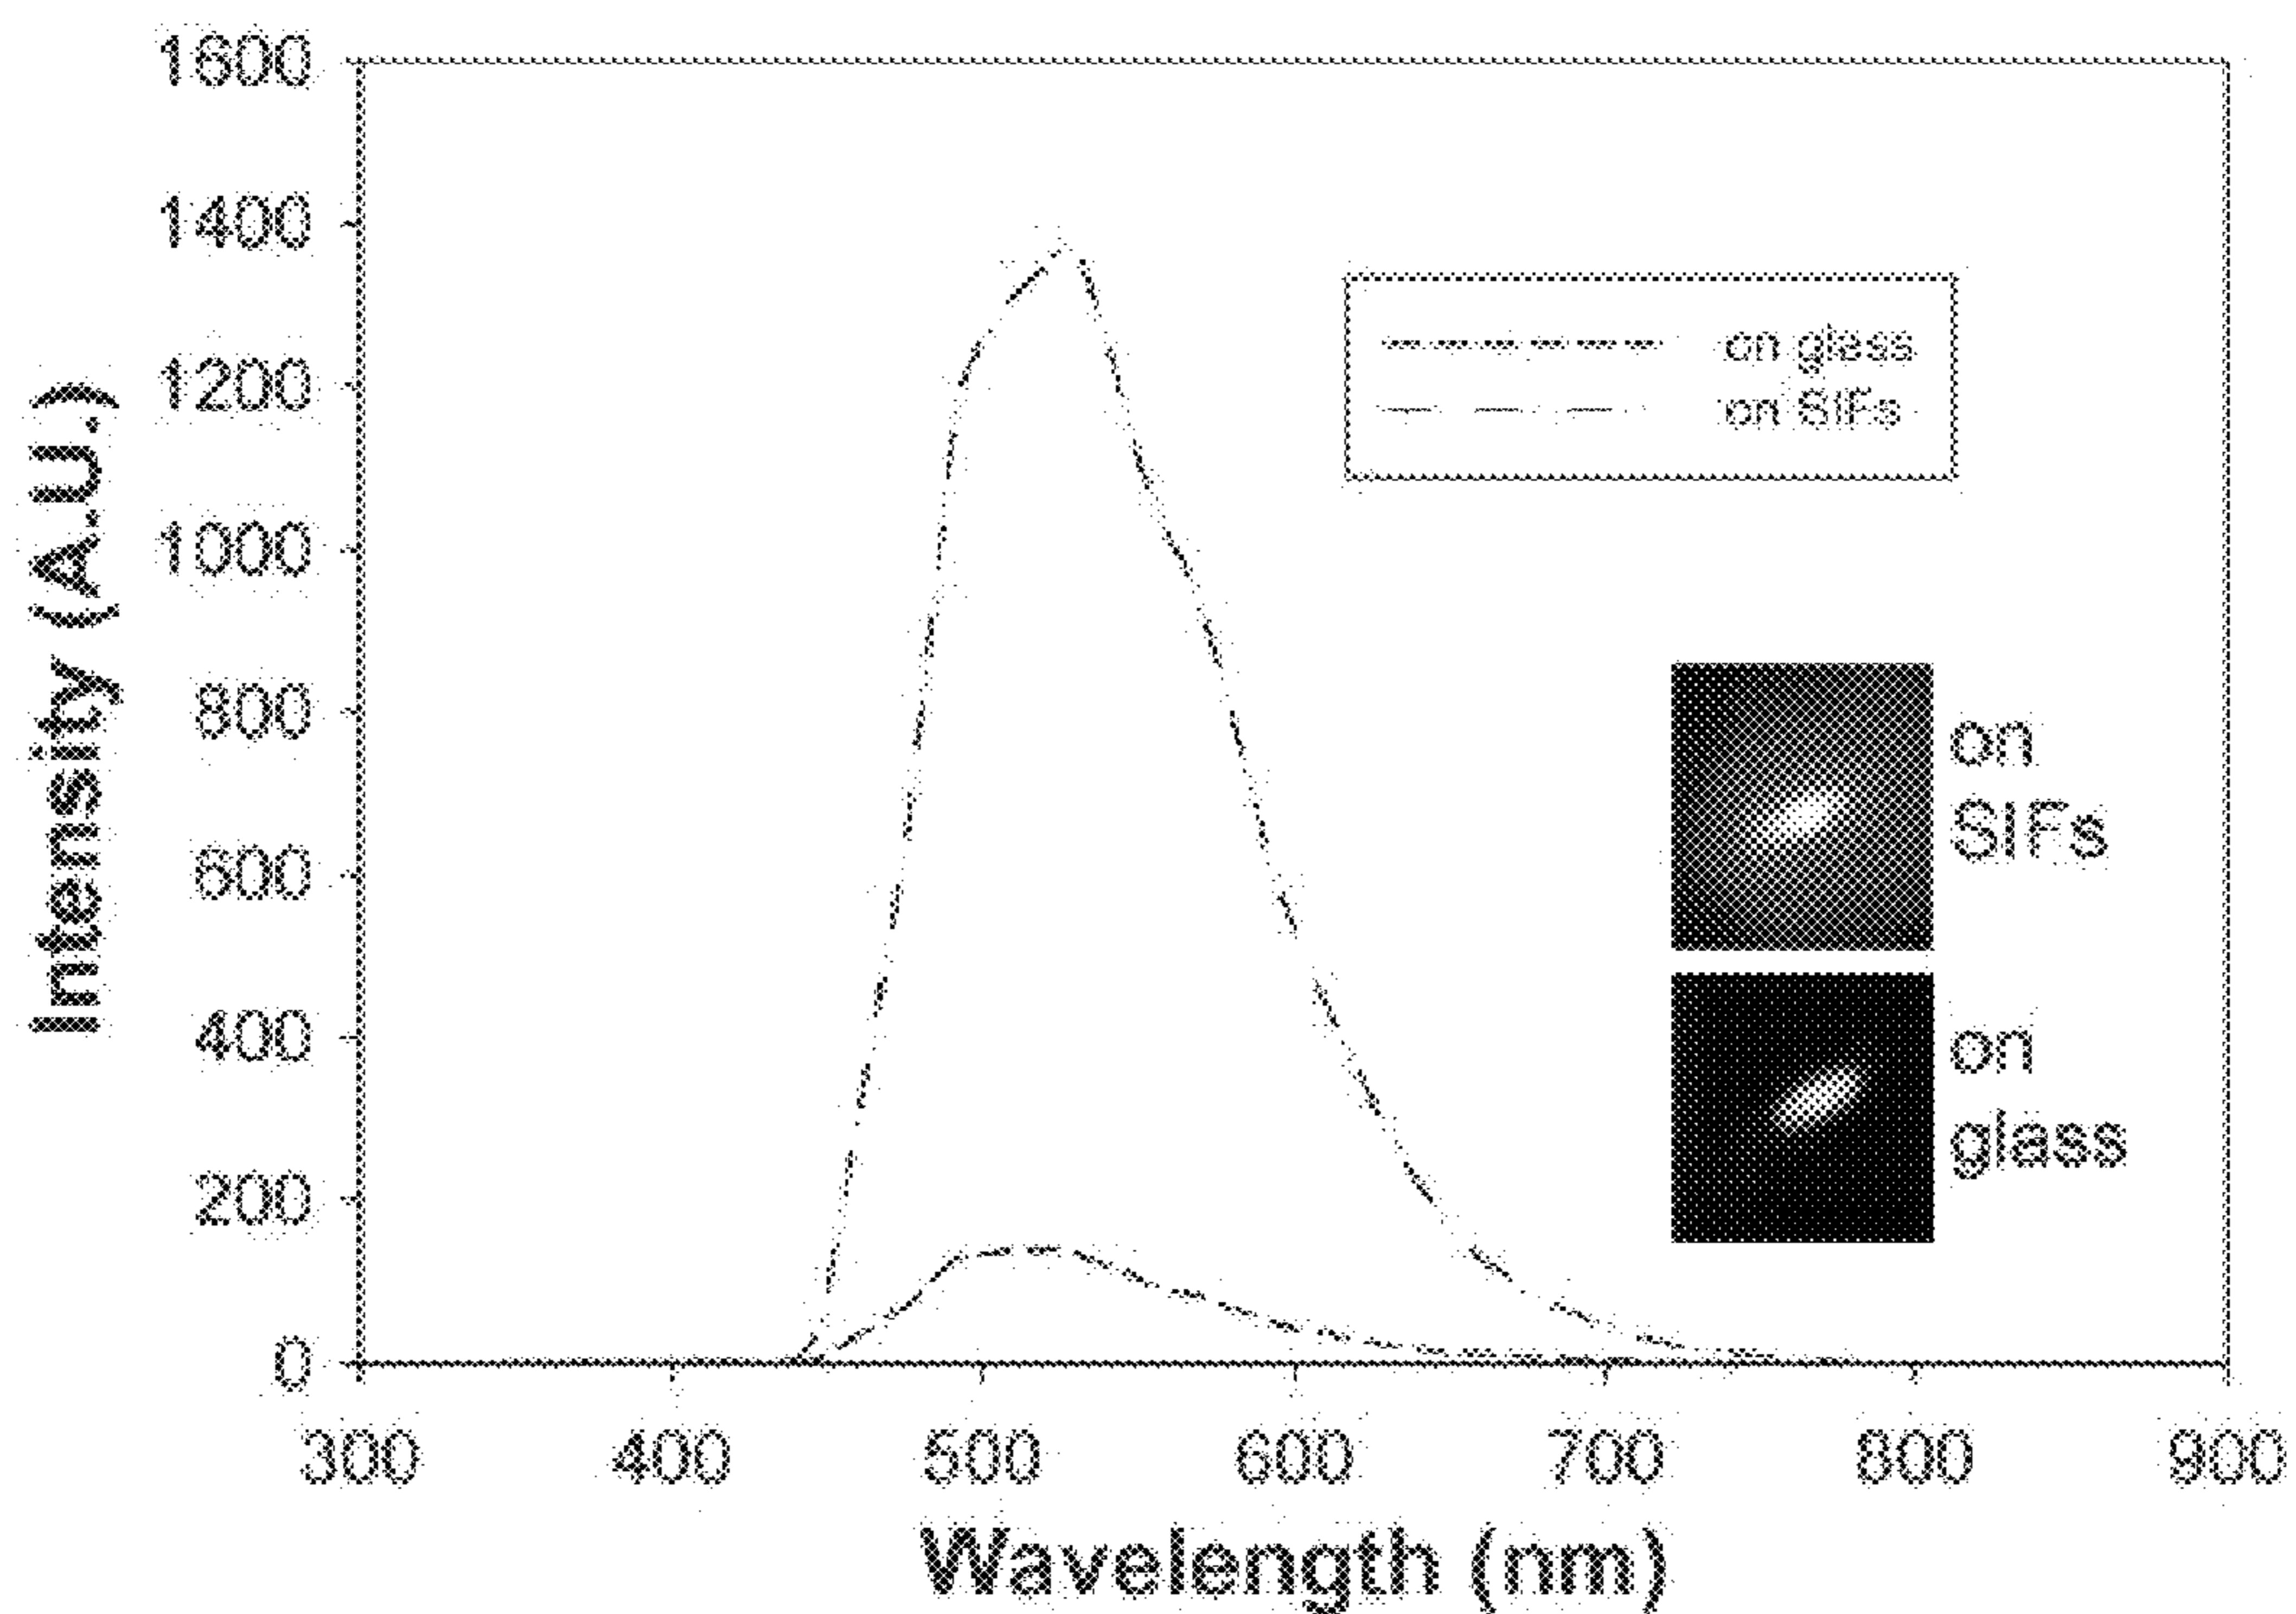 1600
1400
1200
1000
800
600
400
200
0
Intensity (A.U.)
on glass
on SIFs
on
SIFs
on
glass
300 400 500 600 700 800 900
Wavelength (nm)